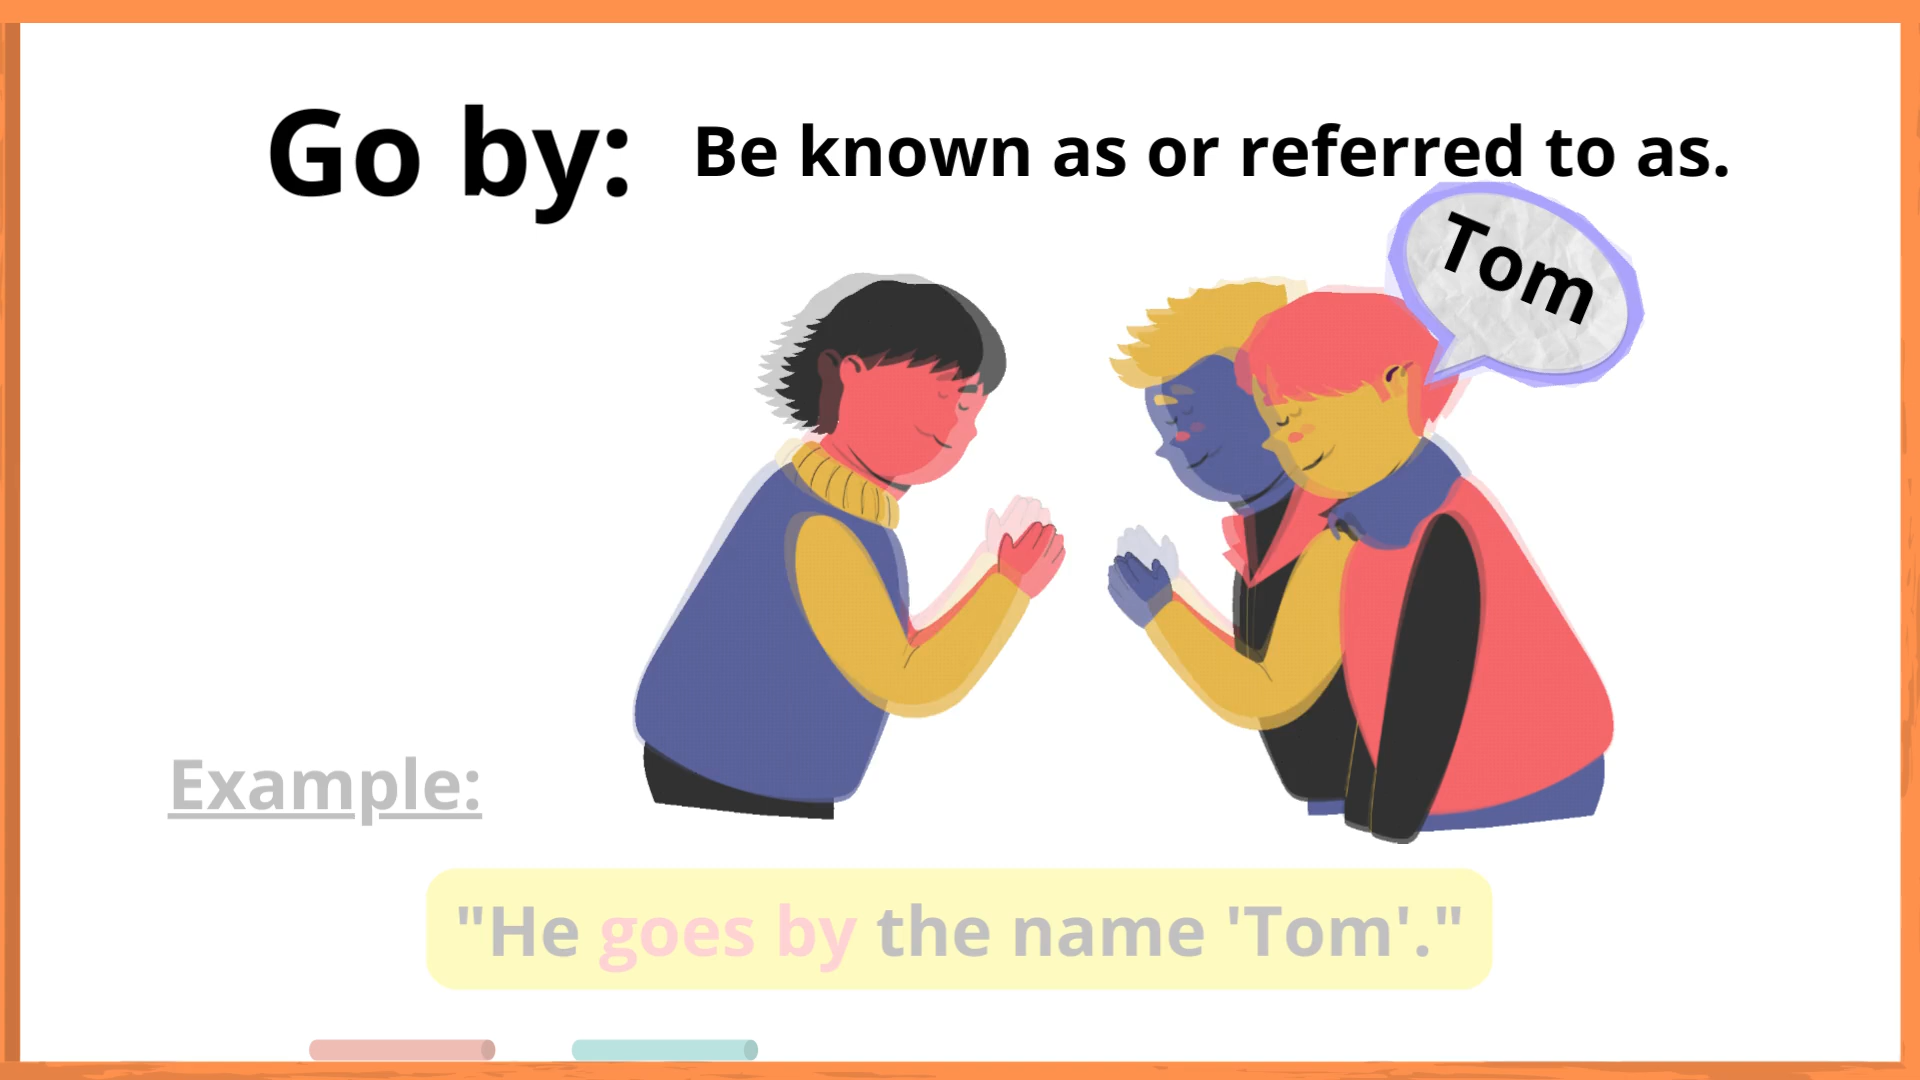 Go by: Be known as or referred to as.
Tom
Example:
"He goes by the name 'Tom'."